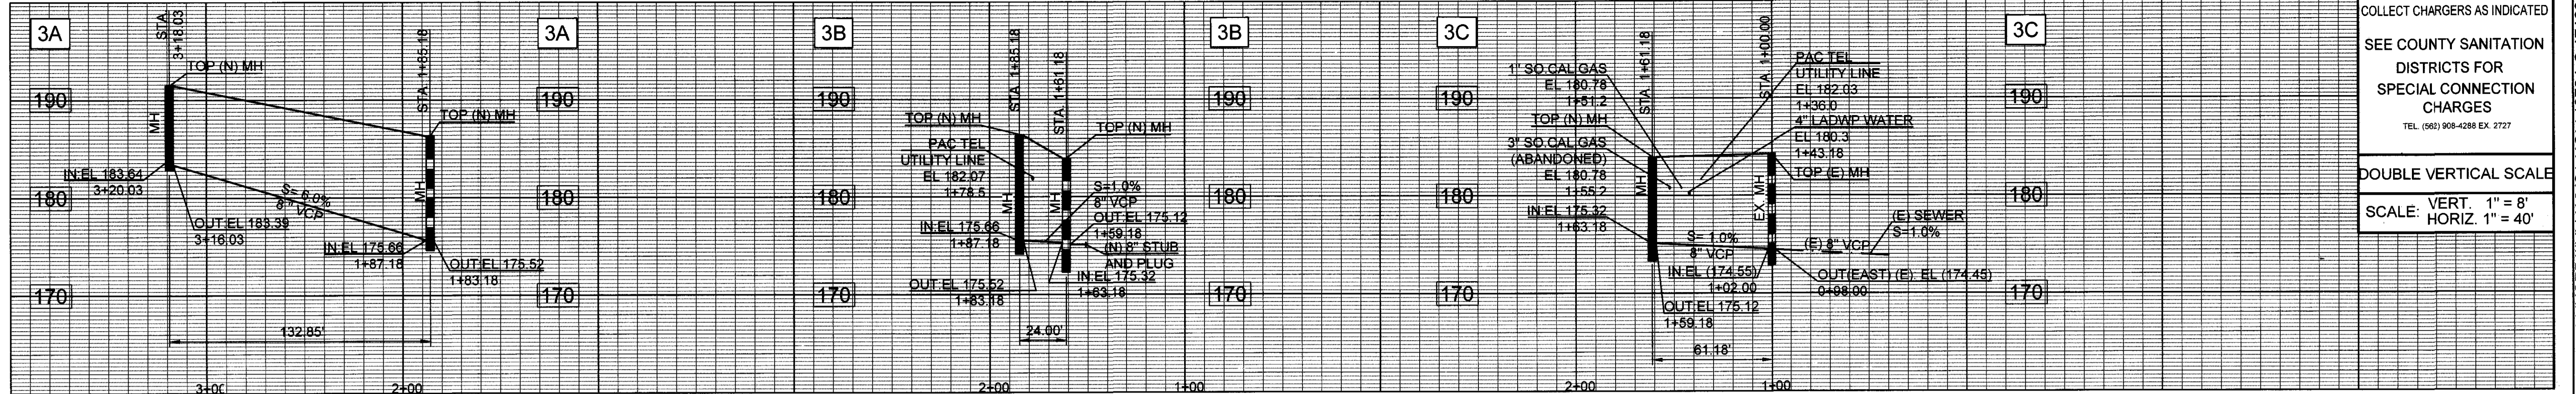 3A
STA.
3+18.03
TOP (N) MH
MH
IN:EL 183.64
3+20.03
OUT:EL 183.39
3+16.03
S= 6.0%
8" VCP
STA. 1+85.18
TOP (N) MH
MH
IN:EL 175.66
1+87.18
OUT:EL 175.52
1+83.18
132.85'
3+00
2+00
190
180
170
3A
190
180
170
3B
190
180
170
STA. 1+85.18
STA. 1+61.18
TOP (N) MH
TOP (N) MH
PAC TEL
UTILITY LINE
EL 182.07
1+78.5
MH
MH
S=1.0%
8" VCP
OUT:EL 175.12
1+59.18
IN:EL 175.66
1+87.18
(N) 8" STUB
AND PLUG
IN:EL 175.32
1+63.18
OUT:EL 175.52
1+83.18
24.00'
2+00
1+00
3B
190
180
170
3C
190
180
170
STA. 1+61.18
STA. 1+00.00
1" SO.CAL GAS
EL 180.78
1+51.2
TOP (N) MH
3" SO.CAL GAS
(ABANDONED)
EL 180.78
1+55.2
MH
IN:EL 175.32
1+63.18
PAC TEL
UTILITY LINE
EL 182.03
1+36.0
4" LADWP WATER
EL 180.3
1+43.18
TOP (E) MH
EX. MH
S= 1.0%
8" VCP
(E) 8" VCP
(E) SEWER
S=1.0%
IN:EL (174.55)
1+02.00
OUT(EAST) (E): EL (174.45)
0+98.00
OUT:EL 175.12
1+59.18
61.18'
2+00
1+00
3C
190
180
170
COLLECT CHARGERS AS INDICATED
SEE COUNTY SANITATION
DISTRICTS FOR
SPECIAL CONNECTION
CHARGES
TEL. (562) 908-4288 EX. 2727
DOUBLE VERTICAL SCALE
SCALE: VERT. 1" = 8'
HORIZ. 1" = 40'